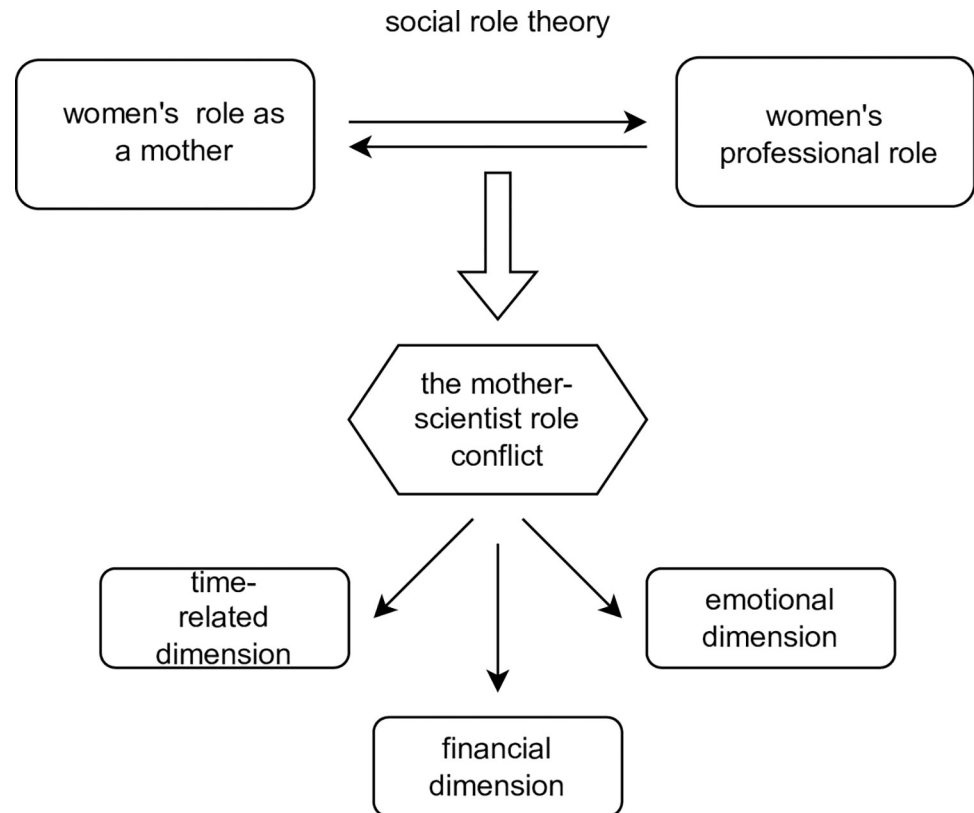 social role theory
women's role as
a mother
women's
professional role
the mother-
scientist role
conflict
time-
related
dimension
emotional
dimension
financial
dimension